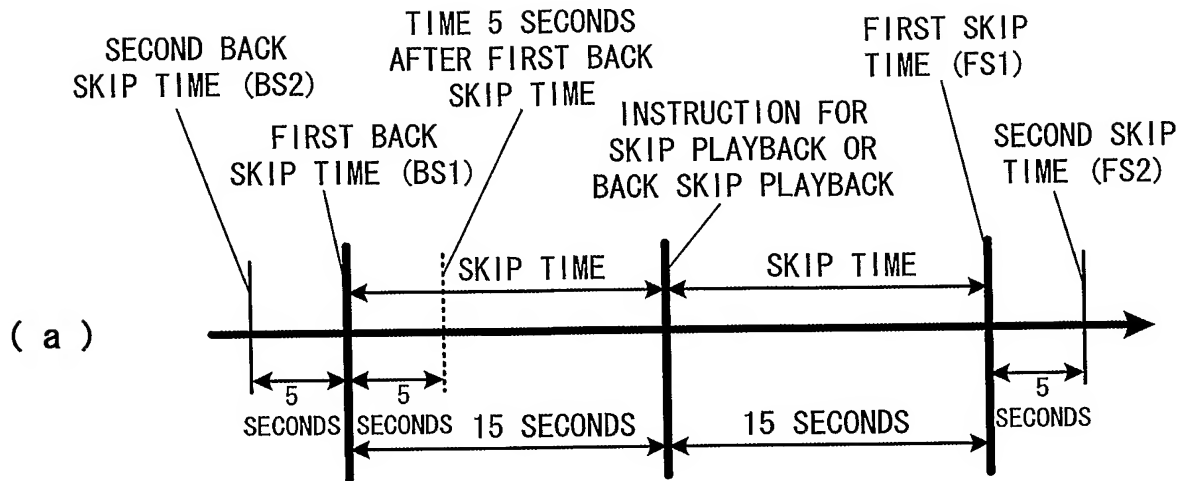 SECOND BACK
SKIP TIME (BS2)
FIRST BACK
SKIP TIME (BS1)
TIME 5 SECONDS
AFTER FIRST BACK
SKIP TIME
INSTRUCTION FOR
SKIP PLAYBACK OR
BACK SKIP PLAYBACK
FIRST SKIP
TIME (FS1)
SECOND SKIP
TIME (FS2)
SKIP TIME
SKIP TIME
( a )
5
SECONDS
5
SECONDS
15 SECONDS
15 SECONDS
5
SECONDS